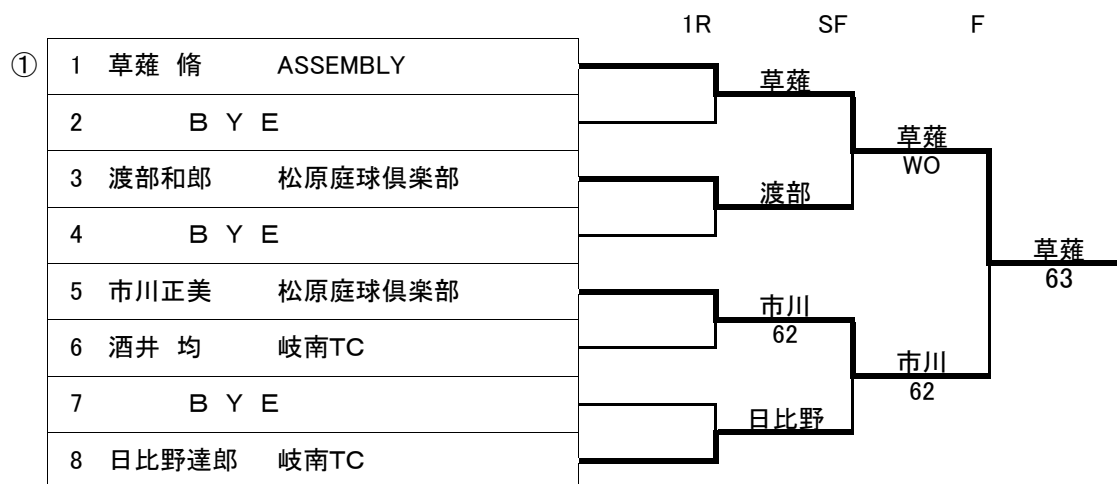 1R SF F
① 1 草薙 脩 ASSEMBLY
草薙
2 ＢＹＥ
草薙
WO
3 渡部和郎 松原庭球倶楽部
渡部
4 ＢＹＥ
草薙
63
5 市川正美 松原庭球倶楽部
市川
62
6 酒井 均 岐南TC
市川
62
7 ＢＹＥ
日比野
8 日比野達郎 岐南TC